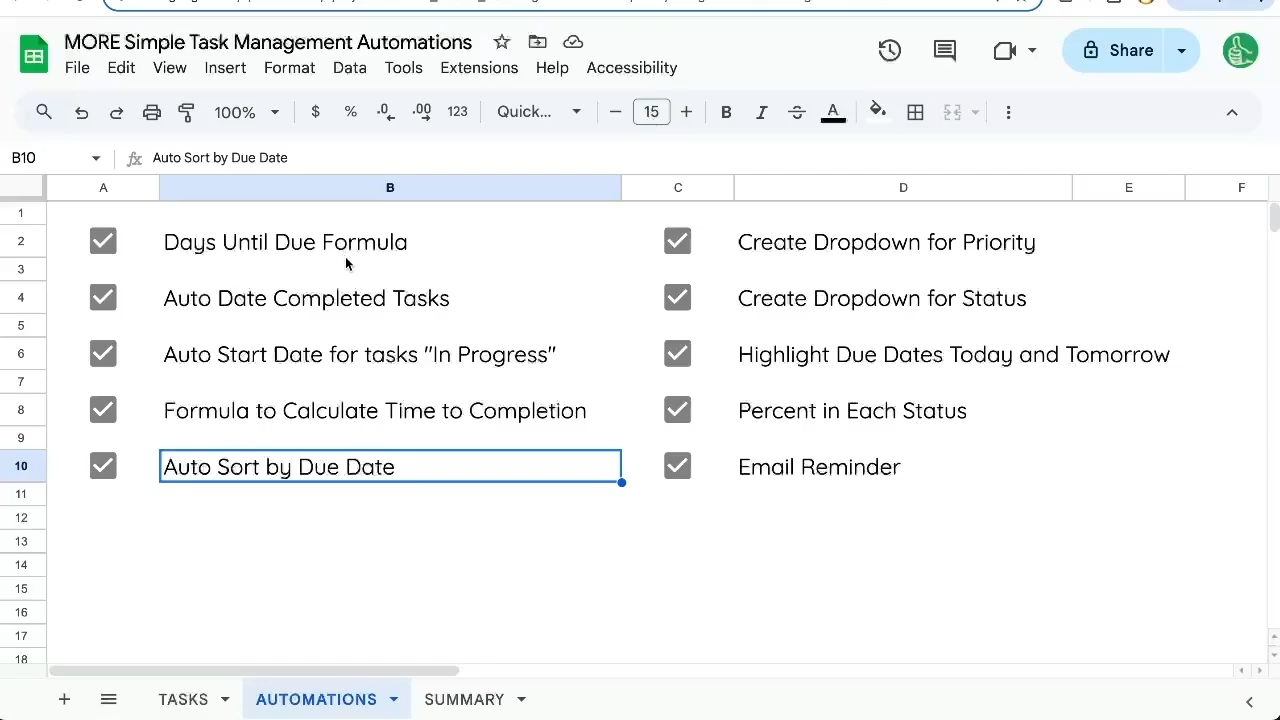 MORE Simple Task Management Automations
File Edit View Insert Format Data Tools Extensions Help Accessibility
Share
100% $ % .0 .00 123 Quick... 15 B I A
B10 fx Auto Sort by Due Date
A B C D E F
1
2 Days Until Due Formula Create Dropdown for Priority
3
4 Auto Date Completed Tasks Create Dropdown for Status
5
6 Auto Start Date for tasks "In Progress" Highlight Due Dates Today and Tomorrow
7
8 Formula to Calculate Time to Completion Percent in Each Status
9
10 Auto Sort by Due Date Email Reminder
11
12
13
14
15
16
17
18
TASKS AUTOMATIONS SUMMARY